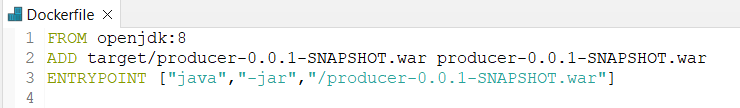 Dockerfile
1 FROM openjdk:8
2 ADD target/producer-0.0.1-SNAPSHOT.war producer-0.0.1-SNAPSHOT.war
3 ENTRYPOINT ["java","-jar","/producer-0.0.1-SNAPSHOT.war"]
4